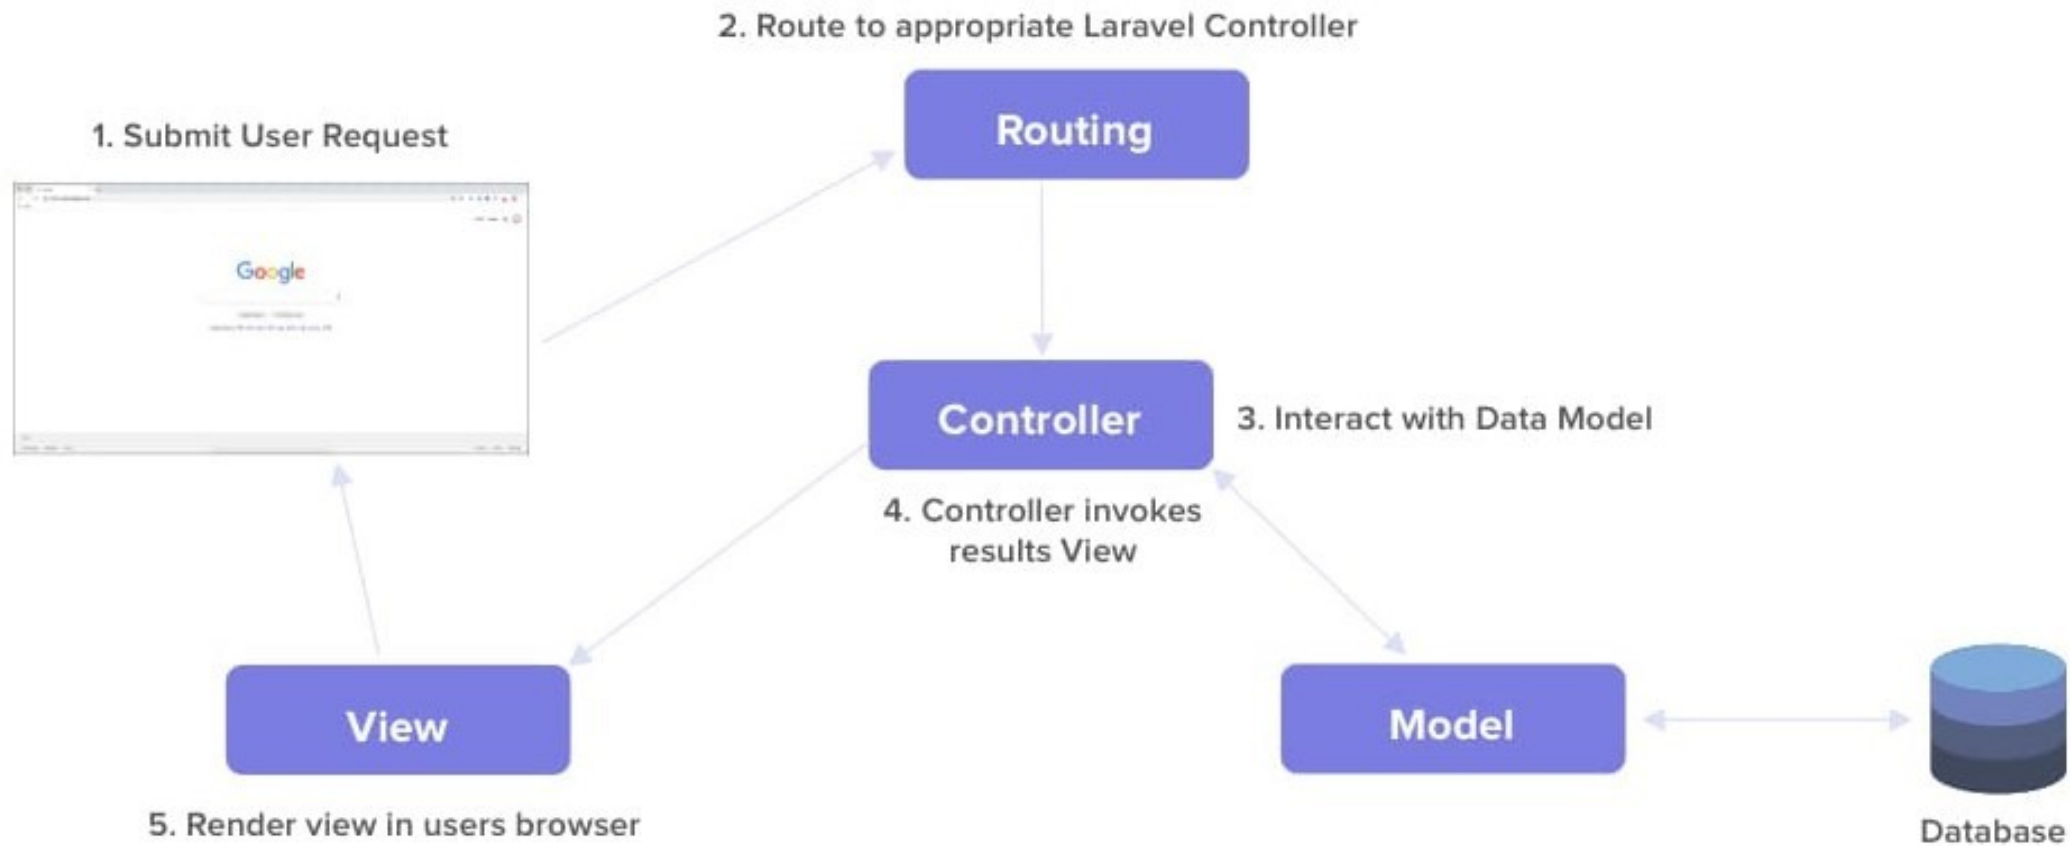 2. Route to appropriate Laravel Controller
Routing
1. Submit User Request
Google
Controller
3. Interact with Data Model
4. Controller invokes
results View
View
Model
5. Render view in users browser
Database